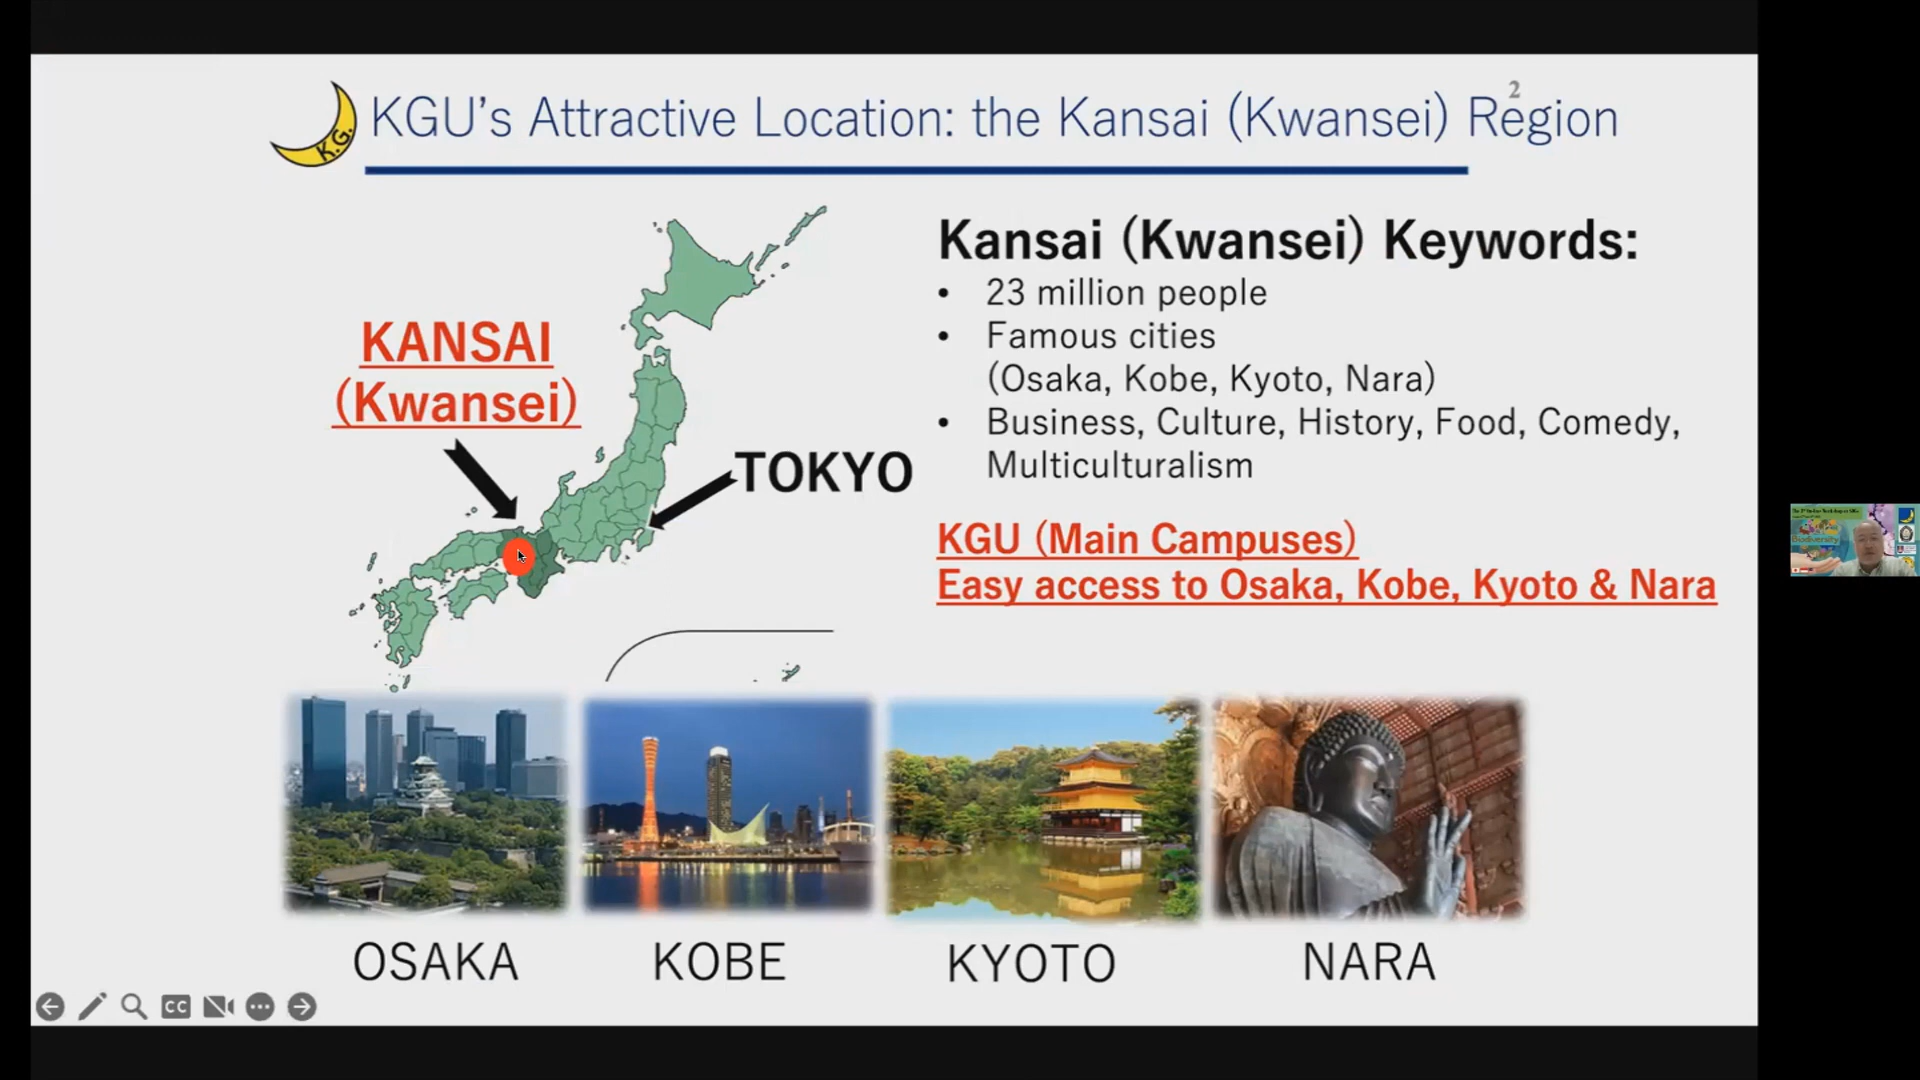 2
K.G.
KGU's Attractive Location: the Kansai (Kwansei) Region
KANSAI
(Kwansei)
TOKYO
Kansai (Kwansei) Keywords:
• 23 million people
• Famous cities
(Osaka, Kobe, Kyoto, Nara)
• Business, Culture, History, Food, Comedy,
Multiculturalism
KGU (Main Campuses)
Easy access to Osaka, Kobe, Kyoto & Nara
OSAKA
KOBE
KYOTO
NARA
CC
Biodiversity